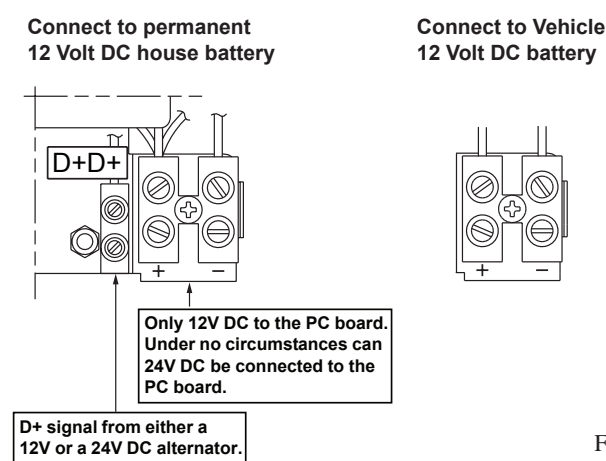 Connect to permanent
12 Volt DC house battery
Connect to Vehicle
12 Volt DC battery
D+D+
+ −
+ −
Only 12V DC to the PC board.
Under no circumstances can
24V DC be connected to the
PC board.
D+ signal from either a
12V or a 24V DC alternator.
F